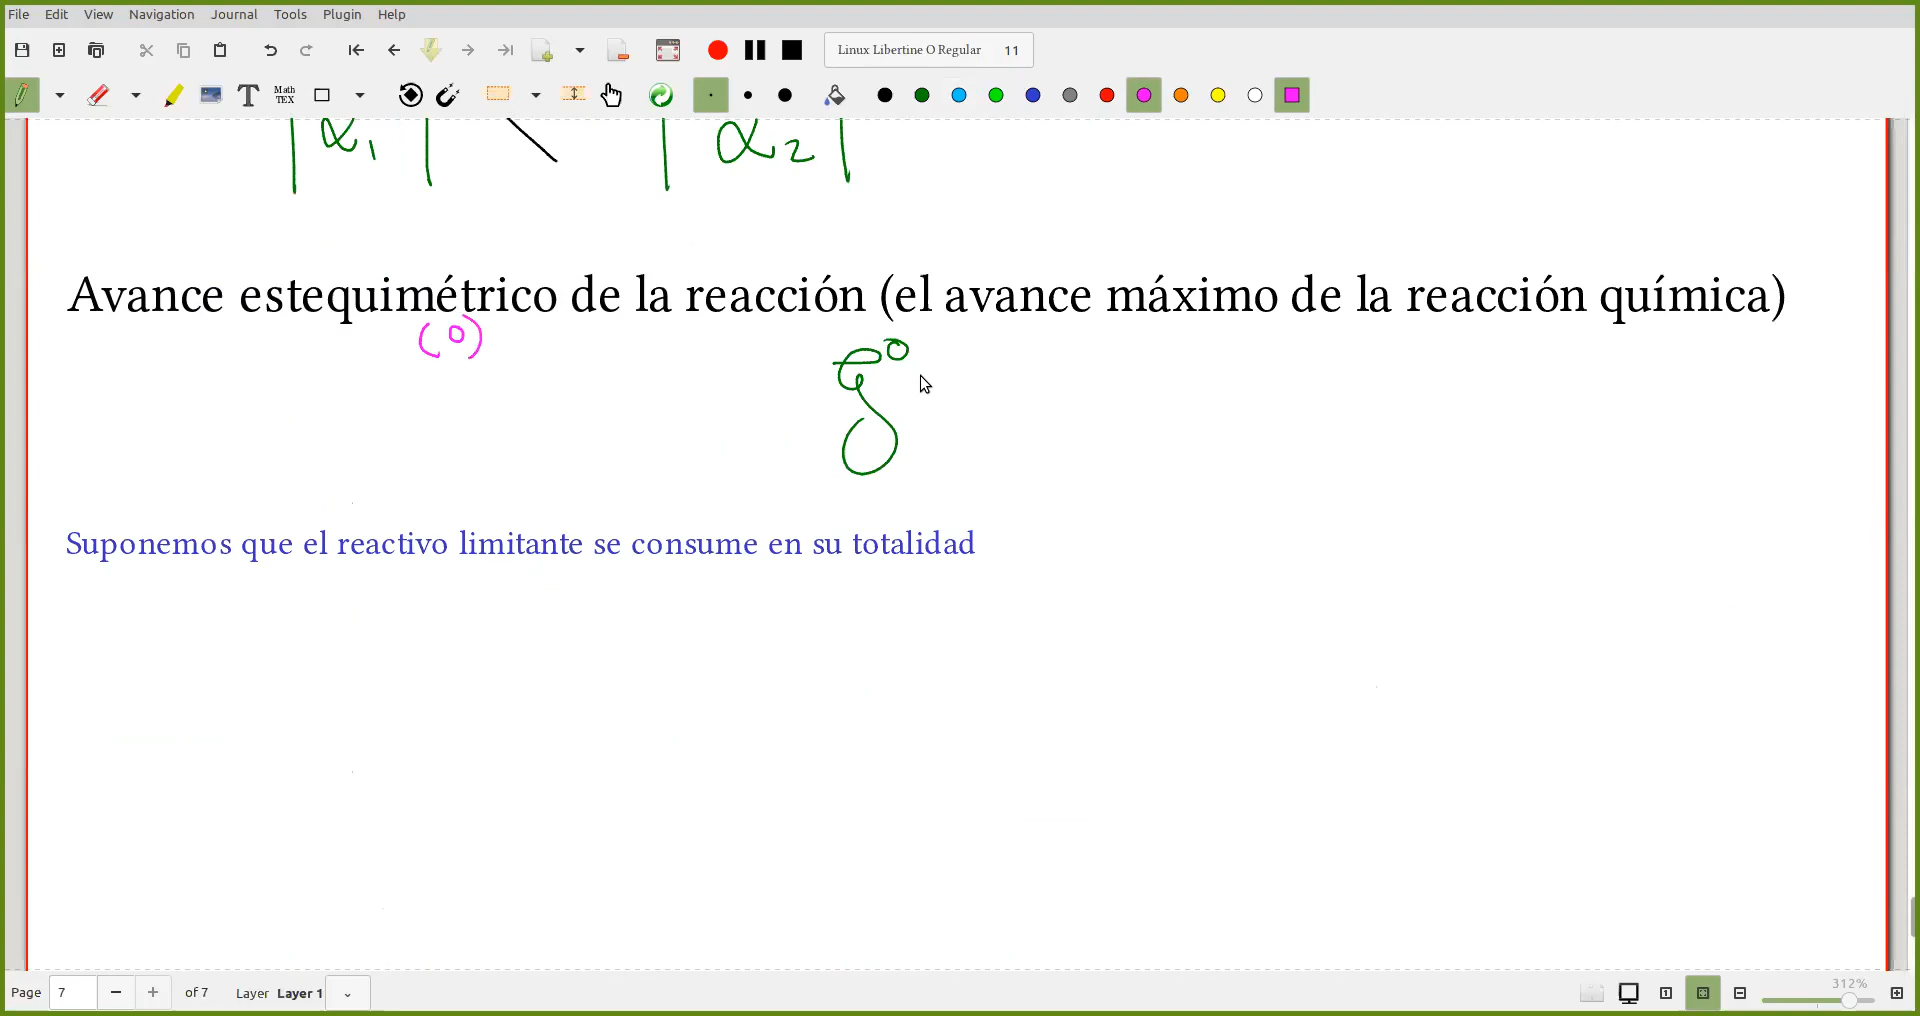 File Edit View Navigation Journal Tools Plugin Help
Linux Libertine O Regular 11
T Math TEX
|α₁| \ |α₂|
Avance estequimétrico de la reacción (el avance máximo de la reacción química)
(o)
ξ°
Suponemos que el reactivo limitante se consume en su totalidad
312%
Page 7 − + of 7 Layer Layer 1